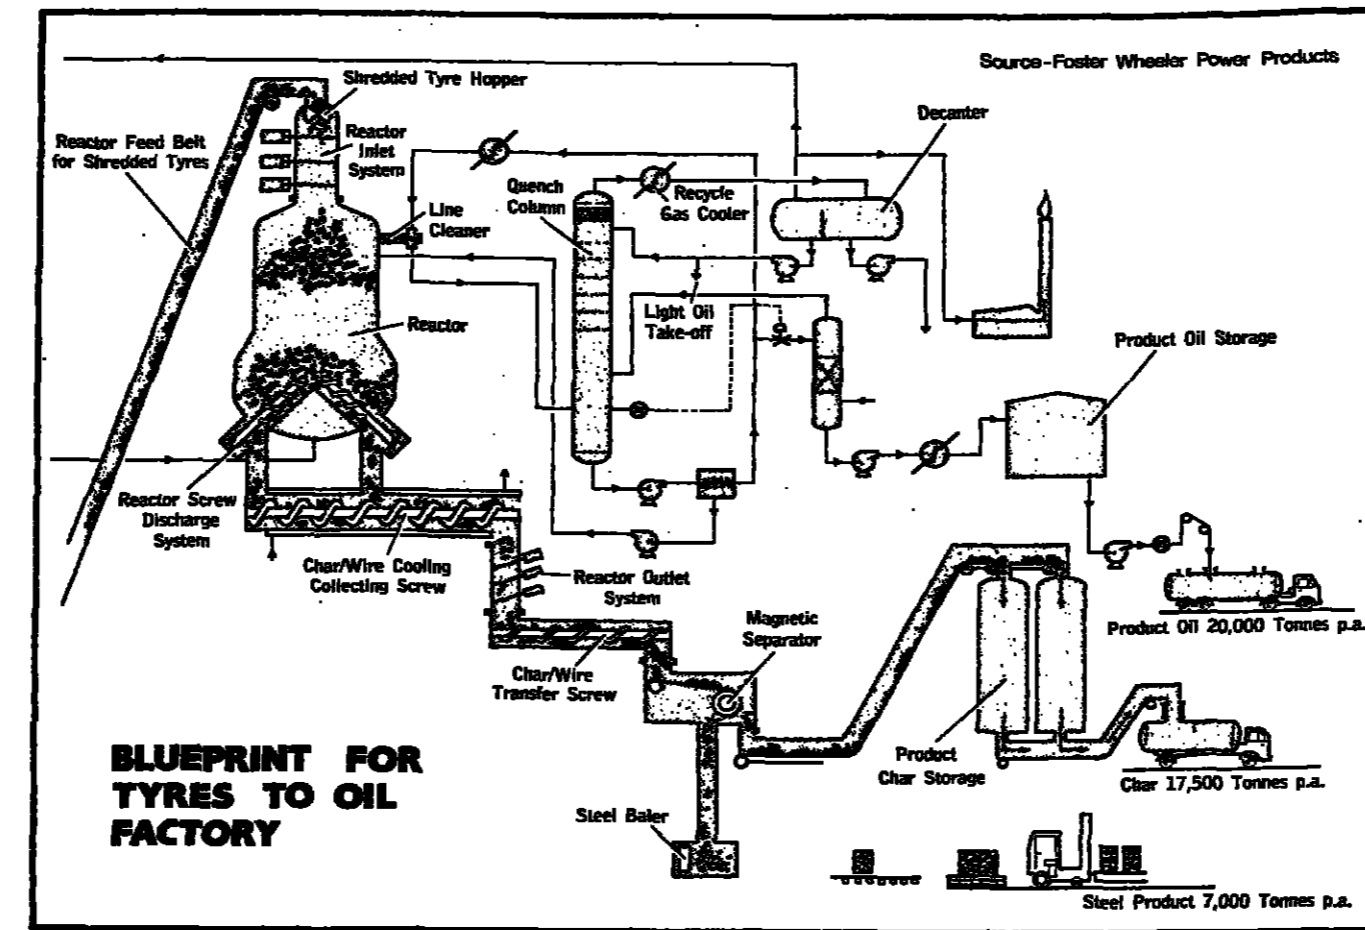 Source-Foster Wheeler Power Products
Shredded Tyre Hopper
Decanter
Reactor Feed Belt
for Shredded Tyres
Reactor
Inlet
System
Quench
Column
Recycle
Gas Cooler
Line
Cleaner
Light Oil
Take-off
Reactor
Product Oil Storage
Reactor Screw
Discharge
System
Char/Wire Cooling
Collecting Screw
Reactor Outlet
System
Magnetic
Separator
Product Oil 20,000 Tonnes p.a.
Char/Wire
Transfer Screw
BLUEPRINT FOR
TYRES TO OIL
FACTORY
Product
Char Storage
Char 17,500 Tonnes p.a.
Steel Baler
Steel Product 7,000 Tonnes p.a.